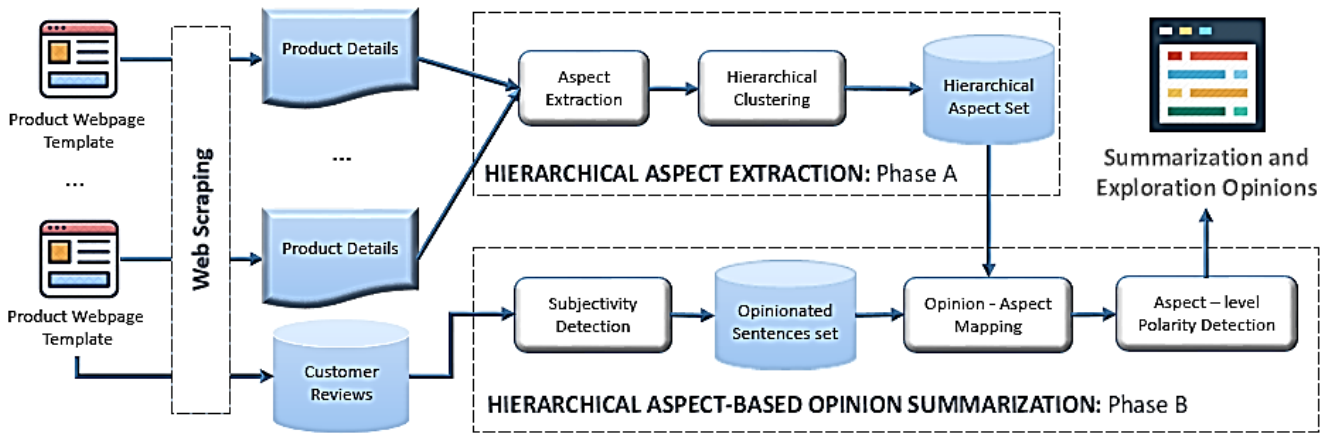 Product Webpage
Template
...
Product Webpage
Template
Web Scraping
Product Details
...
Product Details
Customer
Reviews
Aspect
Extraction
Hierarchical
Clustering
Hierarchical
Aspect Set
HIERARCHICAL ASPECT EXTRACTION: Phase A
Subjectivity
Detection
Opinionated
Sentences set
Opinion - Aspect
Mapping
Aspect – level
Polarity Detection
HIERARCHICAL ASPECT-BASED OPINION SUMMARIZATION: Phase B
Summarization and
Exploration Opinions